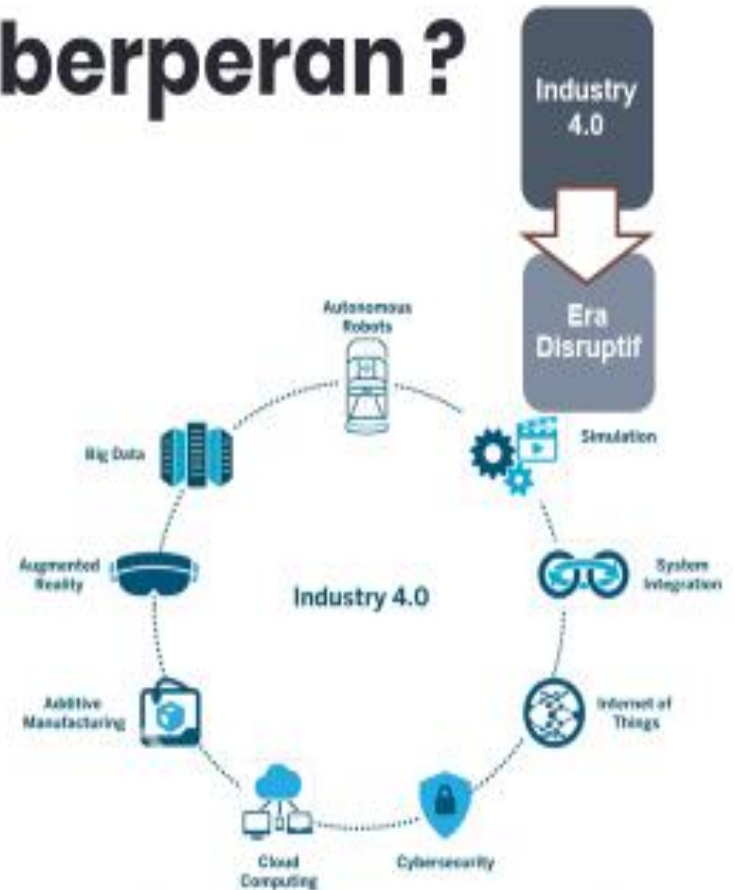 berperan ?
Industry
4.0
Era
Disruptif
Autonomous
Robots
Simulation
System
Integration
Internet of
Things
Cybersecurity
Cloud
Computing
Additive
Manufacturing
Augmented
Reality
Big Data
Industry 4.0